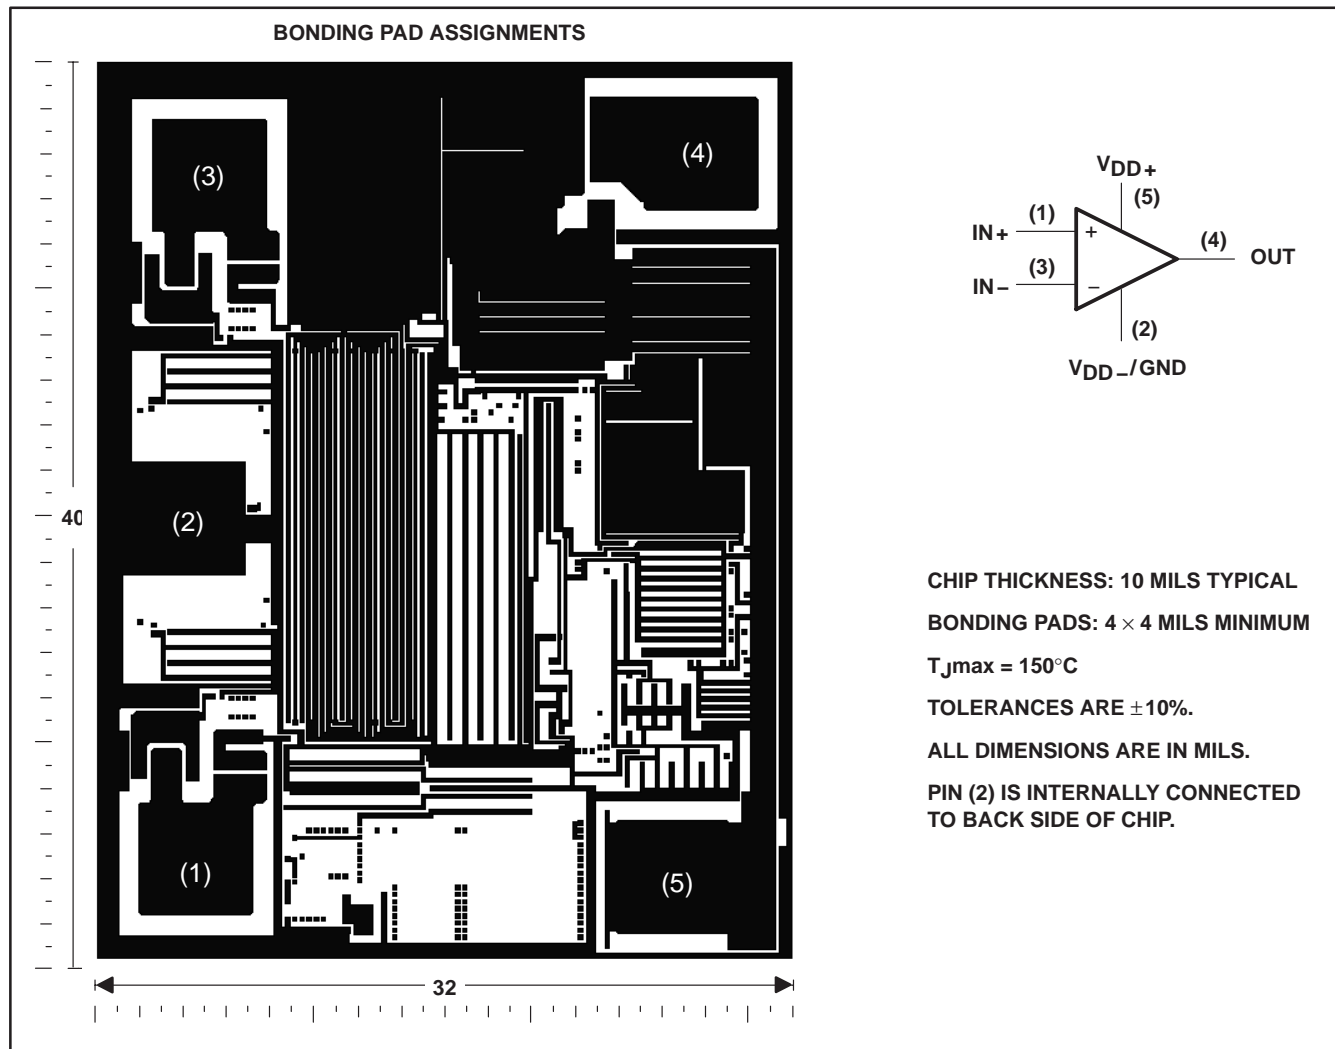 BONDING PAD ASSIGNMENTS
(3)
(4)
(2)
(1)
(5)
40
32
VDD+
(5)
(1)
IN+
+
(4)
OUT
(3)
IN−
−
(2)
VDD−/GND
CHIP THICKNESS: 10 MILS TYPICAL
BONDING PADS: 4 × 4 MILS MINIMUM
TJmax = 150°C
TOLERANCES ARE ±10%.
ALL DIMENSIONS ARE IN MILS.
PIN (2) IS INTERNALLY CONNECTED
TO BACK SIDE OF CHIP.